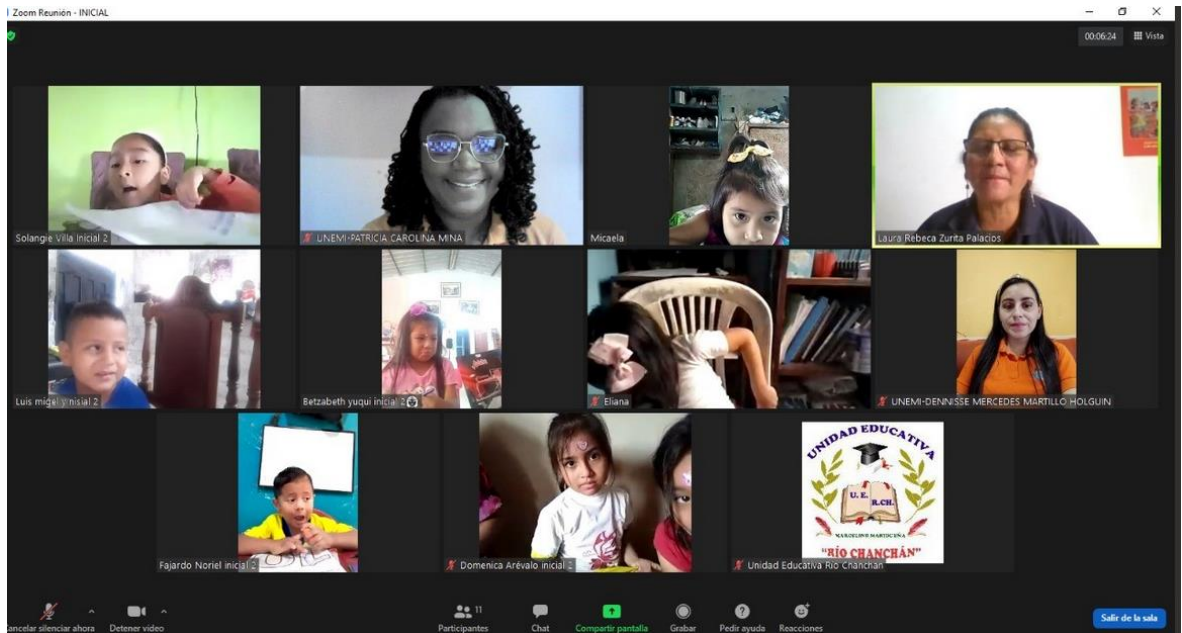 Zoom Reunión - INICIAL
00:06:24 Vista
Solangie Villa Inicial 2
UNEMI-PATRICIA CAROLINA MINA
Micaela
Laura Rebeca Zurita Palacios
Luis migel y nisial 2
Betzabeth yuqui inicial 2
Eliana
UNEMI-DENNISSE MERCEDES MARTILLO HOLGUIN
Fajardo Noriel inicial 2
Domenica Arévalo inicial 2
UNIDAD EDUCATIVA
U. E.
R.CH.
"RÍO CHANCHÁN"
Unidad Educativa Rio Chanchan
Cancelar silenciar ahora
Detener video
11
Participantes
Chat
Compartir pantalla
Grabar
Pedir ayuda
Reacciones
Salir de la sala